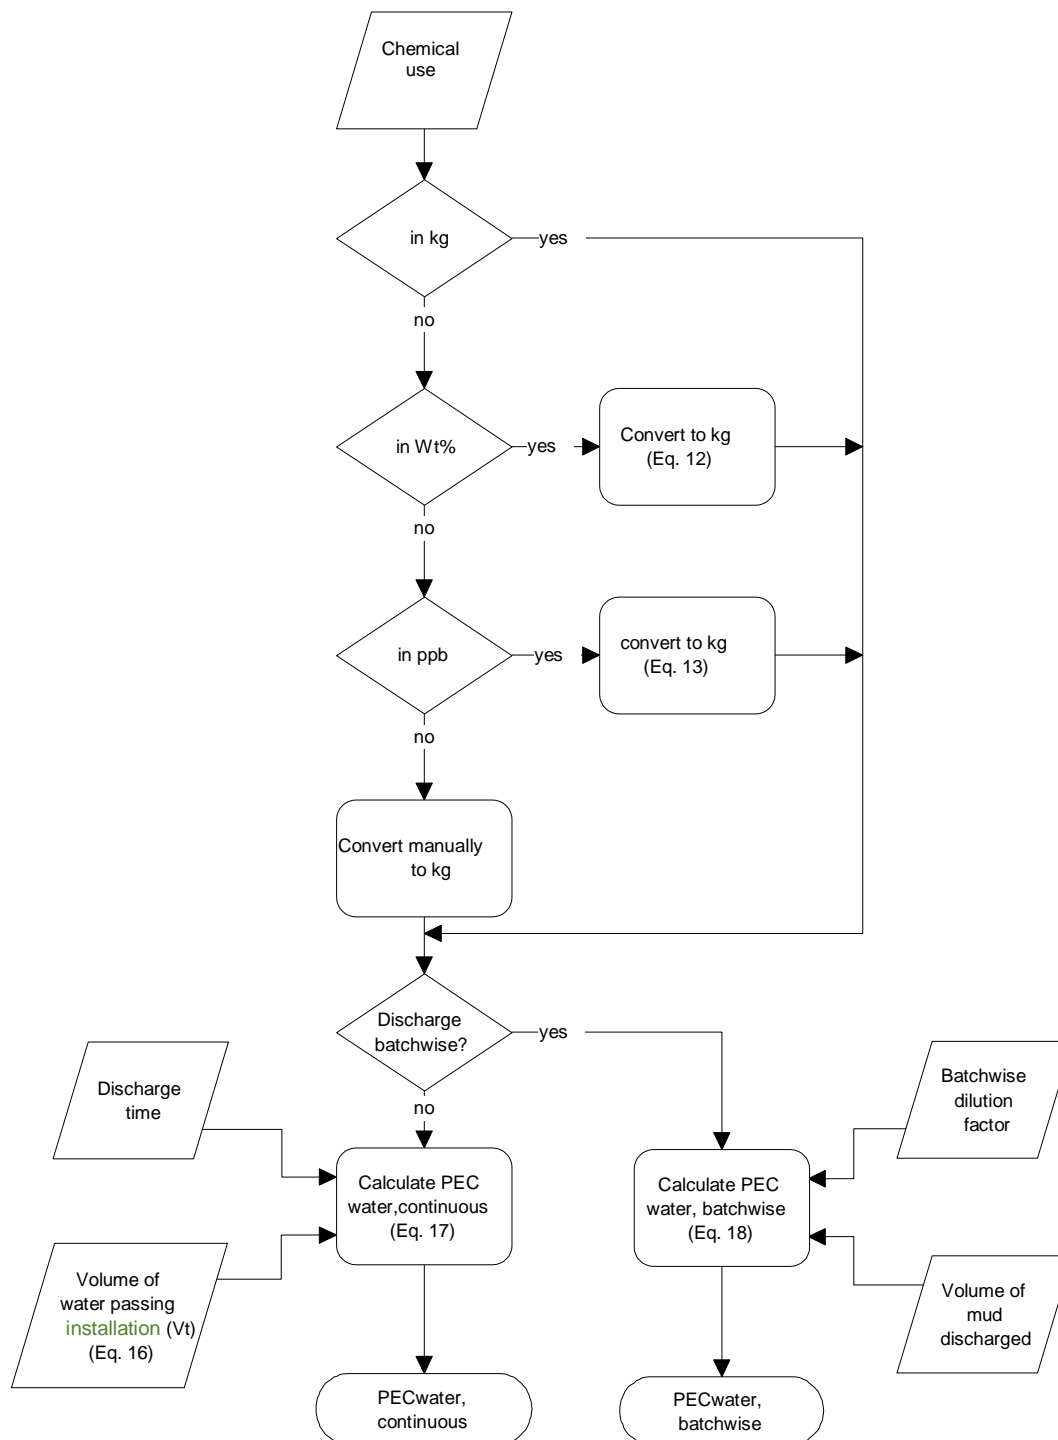 Chemical
use
in kg
yes
no
in Wt%
yes
Convert to kg
(Eq. 12)
no
in ppb
yes
convert to kg
(Eq. 13)
no
Convert manually
to kg
Discharge
batchwise?
yes
no
Discharge
time
Batchwise
dilution
factor
Calculate PEC
water,continuous
(Eq. 17)
Calculate PEC
water, batchwise
(Eq. 18)
Volume of
water passing
installation (Vt)
(Eq. 16)
Volume of
mud
discharged
PECwater,
continuous
PECwater,
batchwise